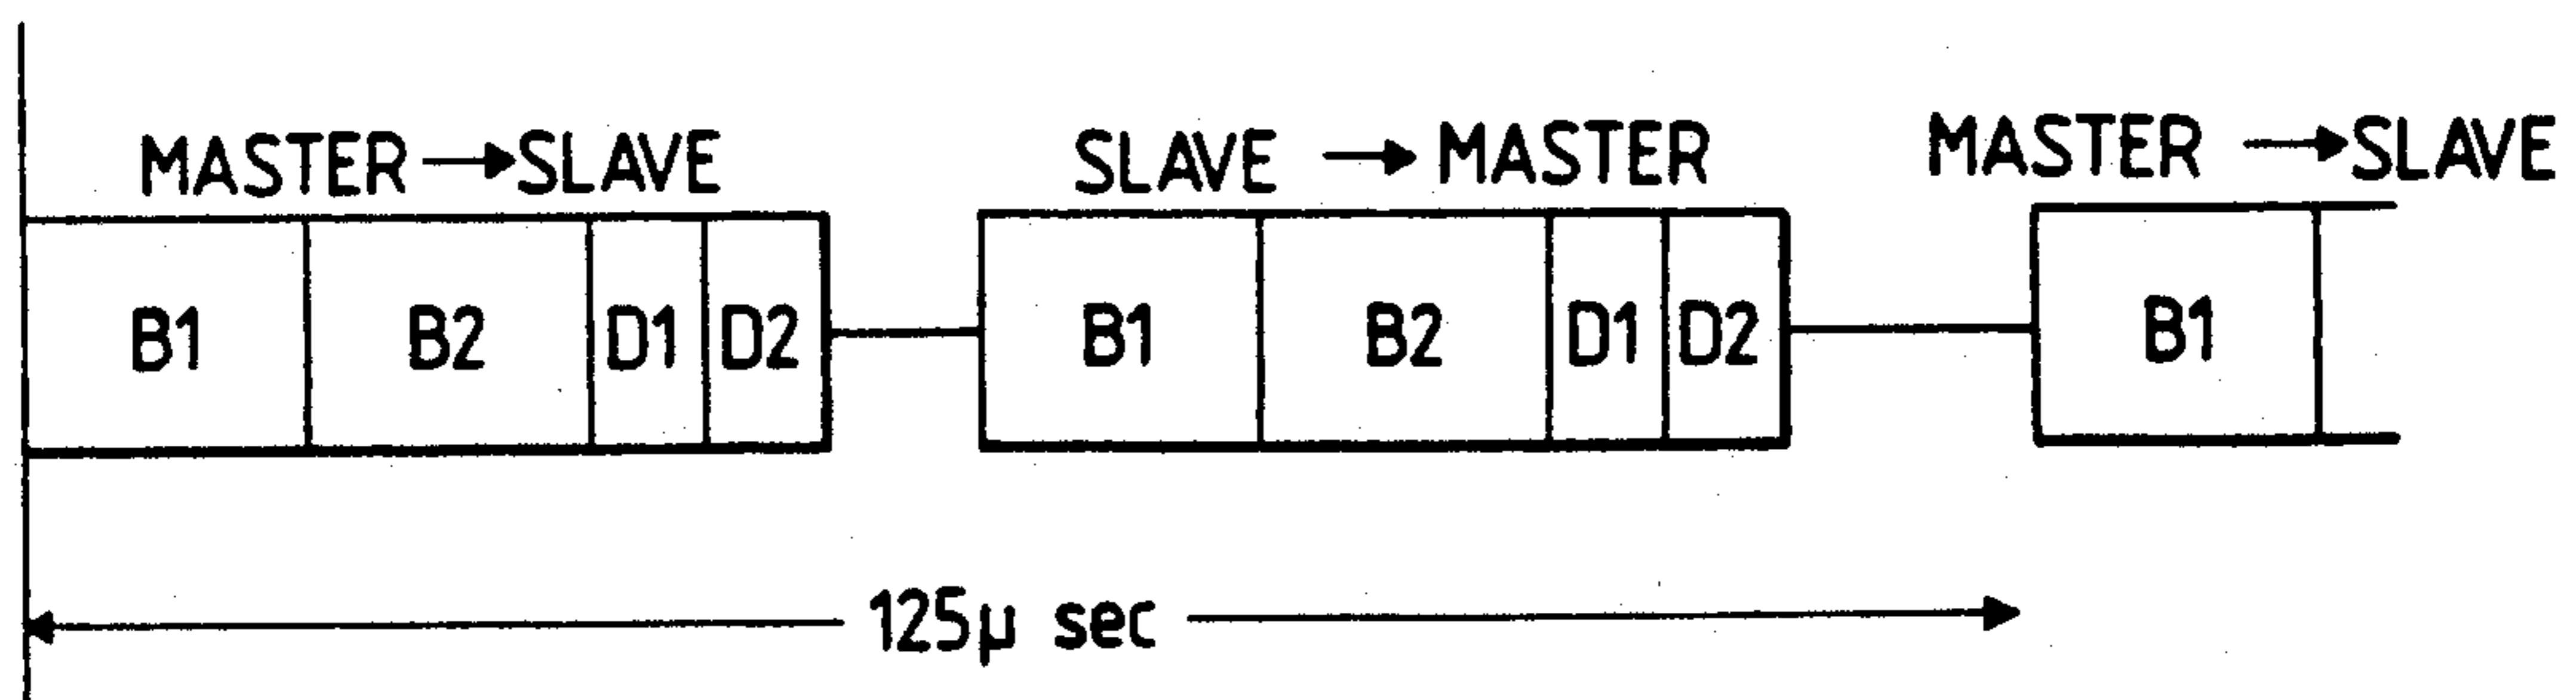 MASTER → SLAVE SLAVE → MASTER MASTER → SLAVE
B1 B2 D1 D2 B1 B2 D1 D2 B1
125µ sec